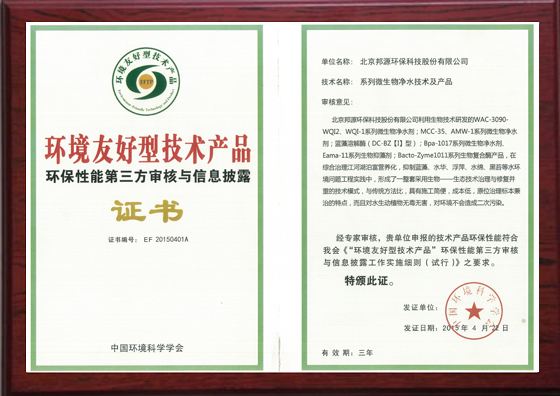 环境友好型技术产品
EFTP
Environment-friendly Technology and Product
环境友好型技术产品
环保性能第三方审核与信息披露
证书
证书编号： EF 20150401A
中国环境科学学会
单位名称： 北京邦源环保科技股份有限公司
技术名称： 系列微生物净水技术及产品
审核意见：
北京邦源环保科技股份有限公司利用生物技术研发的WAC-3090-
WQI2、WQI-1系列微生物净水剂；MCC-35、AMW-1系列微生物净水
剂；蓝藻溶解酶（DC-BZ【Ⅰ】型）；Bpa-1017系列微生物净水剂、
Eama-11系列生物抑藻剂；Bacto-Zyme1011系列生物复合酶产品，在
综合治理江河湖泊富营养化，抑制蓝藻、水华、浮萍、水绵、黑苔等水环
境问题工程实践中，形成了一整套采用生物——生态技术治理与修复并
重的技术模式，与传统方法比，具有施工简便，成本低，原位治理标本兼
治的特点，而且对水生动植物无毒无害，对环境不会造成二次污染。
经专家审核，贵单位申报的技术产品环保性能符合
我会《“环境友好型技术产品”环保性能第三方审核
与信息披露工作实施细则（试行）》之要求。
特颁此证。
发证单位：
中国环境科学学会
发证日期：2015年 4 月 22 日
有 效 期：三年